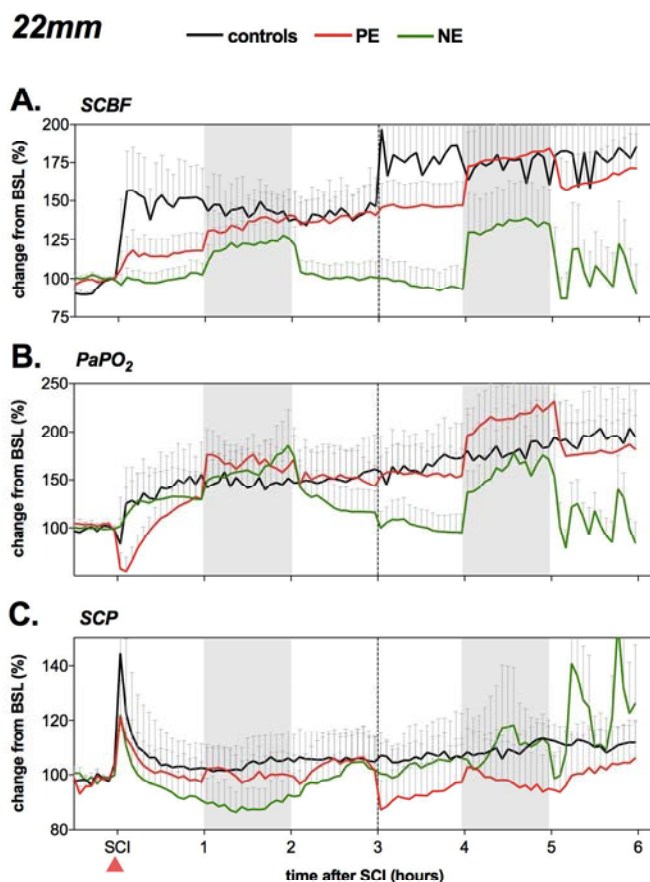 22mm
controls PE NE
A. SCBF
change from BSL (%)
200
175
150
125
100
75
B. PaPO2
change from BSL (%)
250
200
150
100
C. SCP
change from BSL (%)
140
120
100
80
SCI 1 2 3 4 5 6
time after SCI (hours)